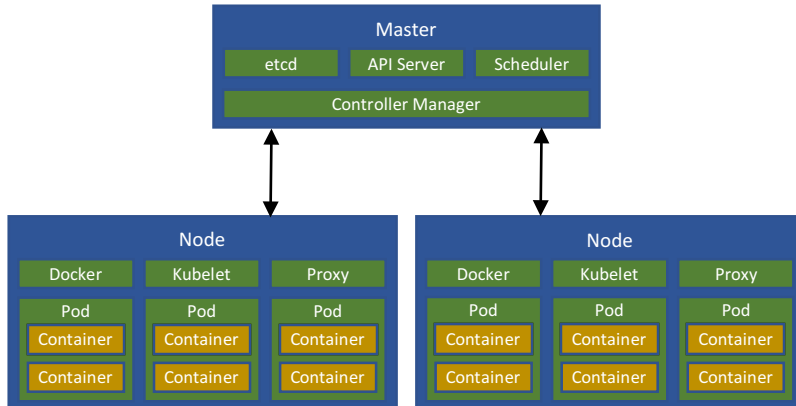 Master
etcd API Server Scheduler
Controller Manager
Node
Docker Kubelet Proxy
Pod Pod Pod
Container Container Container
Container Container Container
Node
Docker Kubelet Proxy
Pod Pod Pod
Container Container Container
Container Container Container